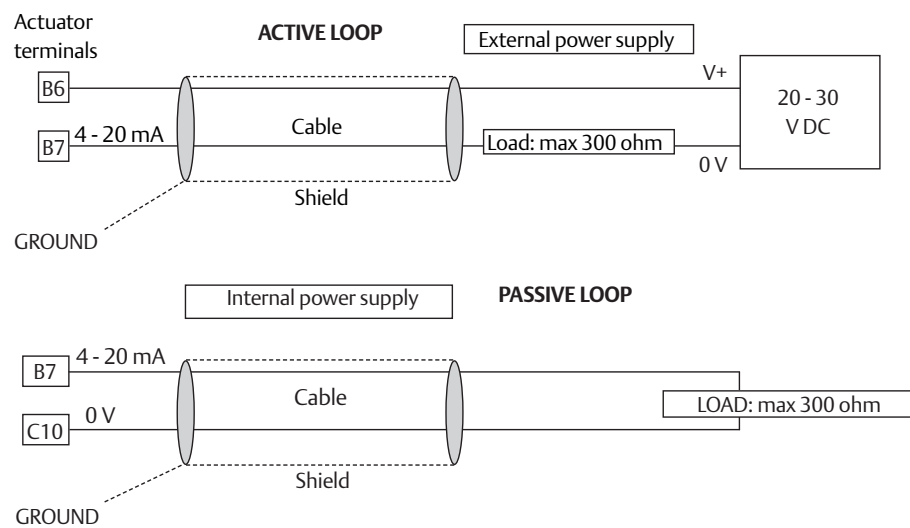 Actuator
terminals
ACTIVE LOOP
External power supply
B6
V+
20 - 30
V DC
B7
4 - 20 mA
Cable
Load: max 300 ohm
0 V
Shield
GROUND
Internal power supply
PASSIVE LOOP
B7
4 - 20 mA
Cable
LOAD: max 300 ohm
C10
0 V
Shield
GROUND